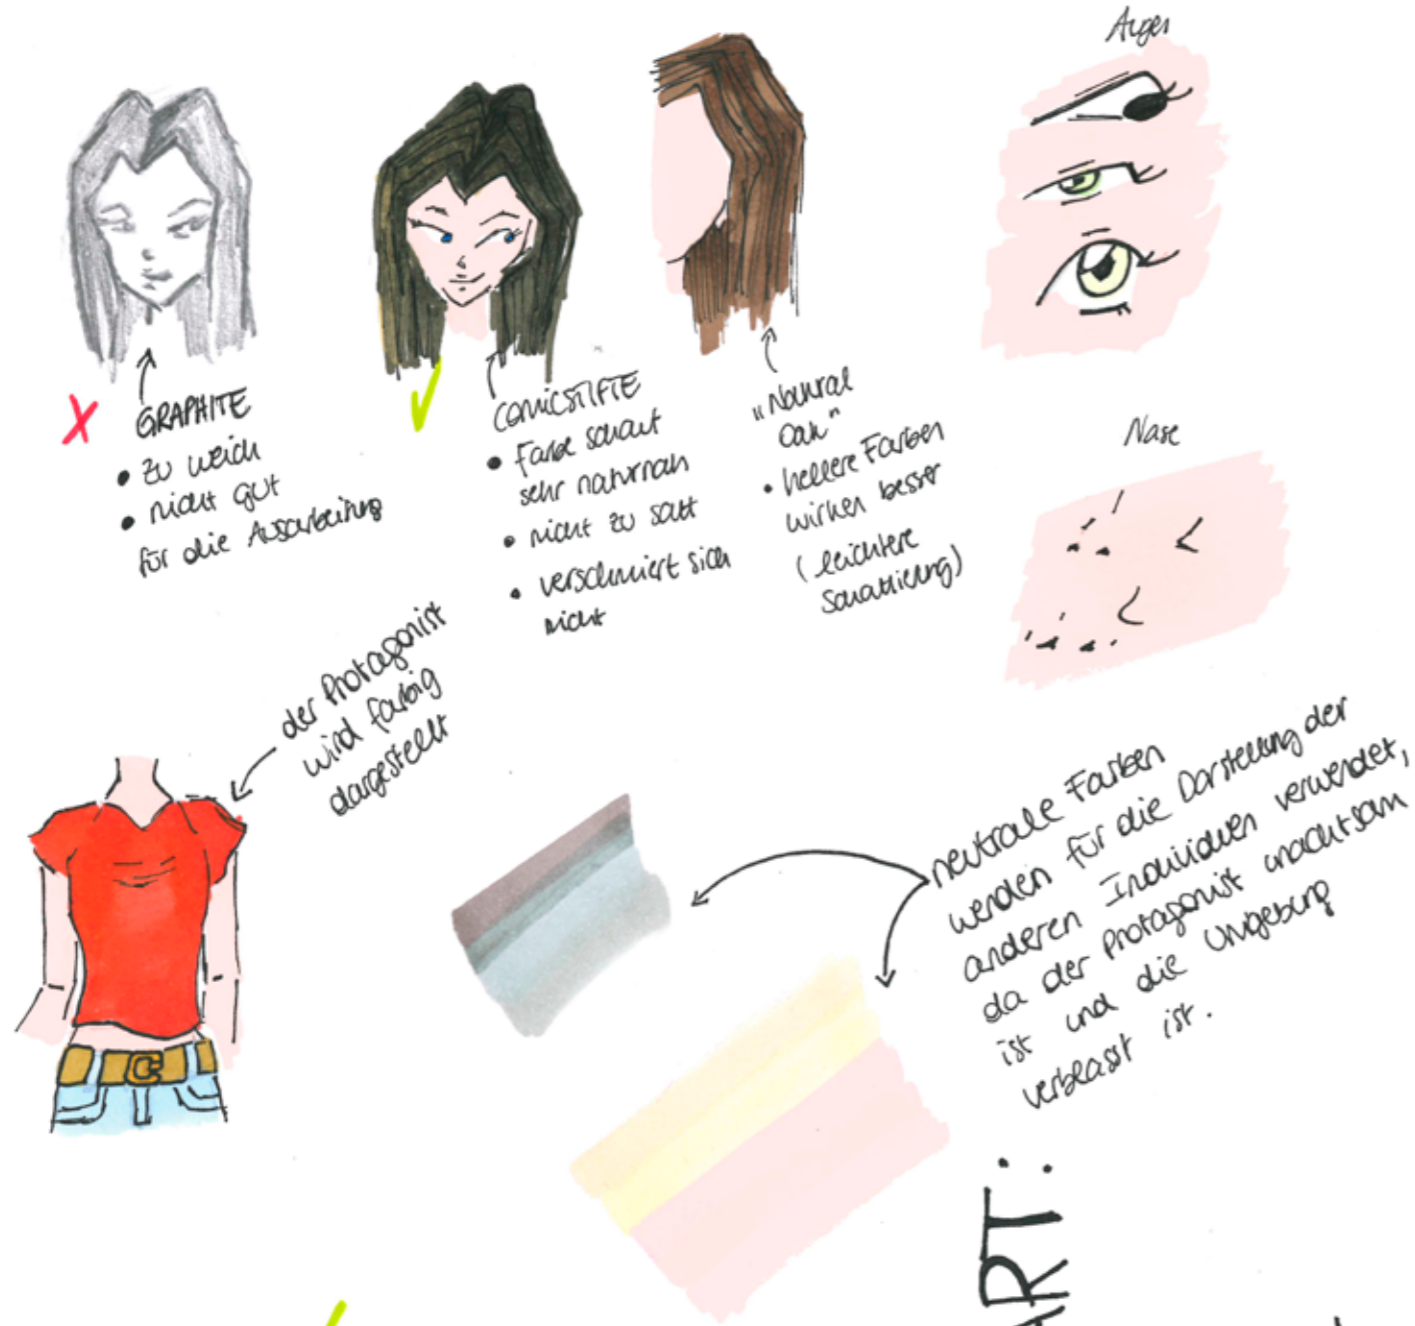 Augen
GRAPHITE
• zu weich
• nicht gut
für die Ausarbeitung
COMICSTIFTE
• Farbe schaut
sehr naturnah
• nicht zu satt
• verschmiert sich
nicht
"Natural
Oak"
• hellere Farben
wirken besser
(leichtere
Schattierung)
Nase
der Protagonist
wird farbig
dargestellt
neutrale Farben
werden für die Darstellung der
anderen Individuen verwendet,
da der Protagonist unachtsam
ist und die Umgebung
verblasst ist.
RT: